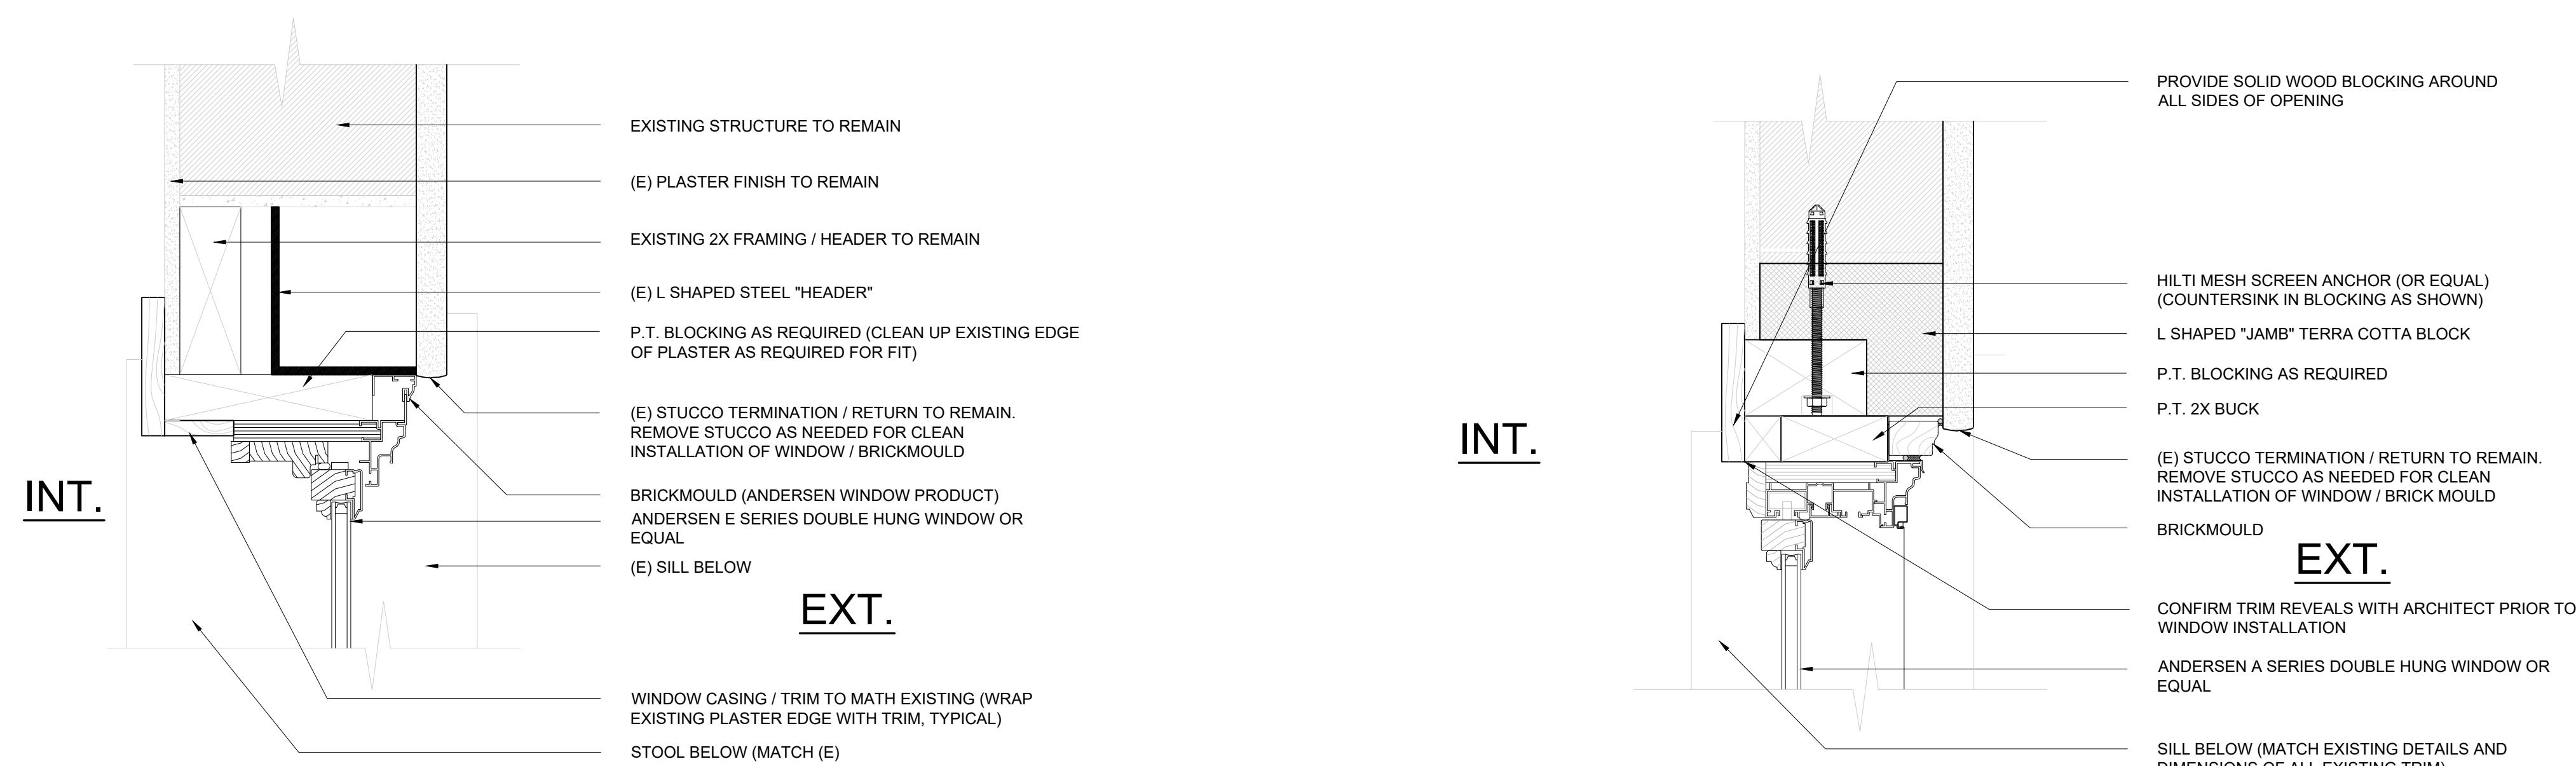 EXISTING STRUCTURE TO REMAIN
(E) PLASTER FINISH TO REMAIN
EXISTING 2X FRAMING / HEADER TO REMAIN
(E) L SHAPED STEEL "HEADER"
P.T. BLOCKING AS REQUIRED (CLEAN UP EXISTING EDGE
OF PLASTER AS REQUIRED FOR FIT)
(E) STUCCO TERMINATION / RETURN TO REMAIN.
REMOVE STUCCO AS NEEDED FOR CLEAN
INSTALLATION OF WINDOW / BRICKMOULD
INT.
BRICKMOULD (ANDERSEN WINDOW PRODUCT)
ANDERSEN E SERIES DOUBLE HUNG WINDOW OR
EQUAL
(E) SILL BELOW
EXT.
WINDOW CASING / TRIM TO MATH EXISTING (WRAP
EXISTING PLASTER EDGE WITH TRIM, TYPICAL)
STOOL BELOW (MATCH (E)
PROVIDE SOLID WOOD BLOCKING AROUND
ALL SIDES OF OPENING
HILTI MESH SCREEN ANCHOR (OR EQUAL)
(COUNTERSINK IN BLOCKING AS SHOWN)
L SHAPED "JAMB" TERRA COTTA BLOCK
P.T. BLOCKING AS REQUIRED
P.T. 2X BUCK
INT.
(E) STUCCO TERMINATION / RETURN TO REMAIN.
REMOVE STUCCO AS NEEDED FOR CLEAN
INSTALLATION OF WINDOW / BRICK MOULD
BRICKMOULD
EXT.
CONFIRM TRIM REVEALS WITH ARCHITECT PRIOR TO
WINDOW INSTALLATION
ANDERSEN A SERIES DOUBLE HUNG WINDOW OR
EQUAL
SILL BELOW (MATCH EXISTING DETAILS AND
DIMENSIONS OF ALL EXISTING TRIM)